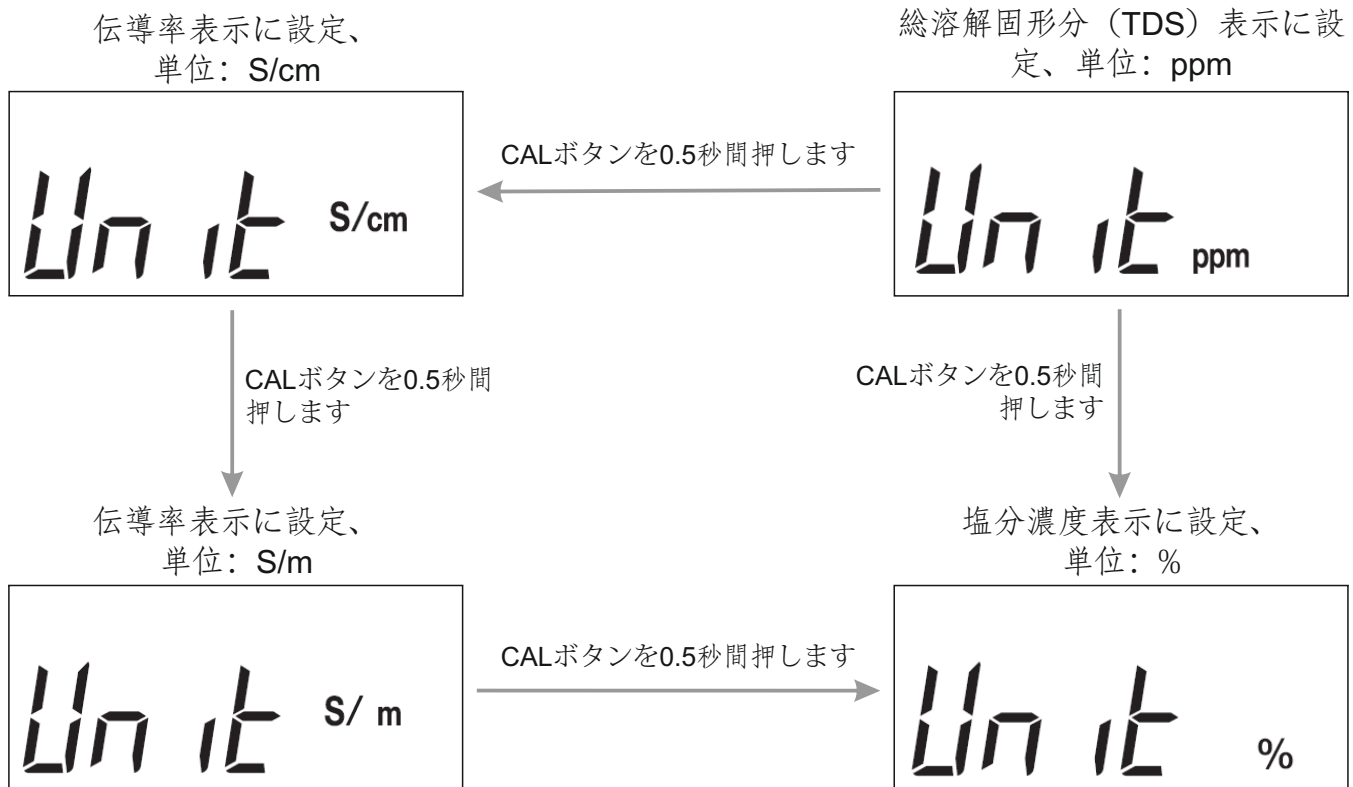 伝導率表示に設定、
単位：S/cm
総溶解固形分（TDS）表示に設
定、単位：ppm
CALボタンを0.5秒間押します
Unit S/cm
Unit ppm
CALボタンを0.5秒間
押します
CALボタンを0.5秒間
押します
伝導率表示に設定、
単位：S/m
塩分濃度表示に設定、
単位：%
CALボタンを0.5秒間押します
Unit S/ m
Unit %